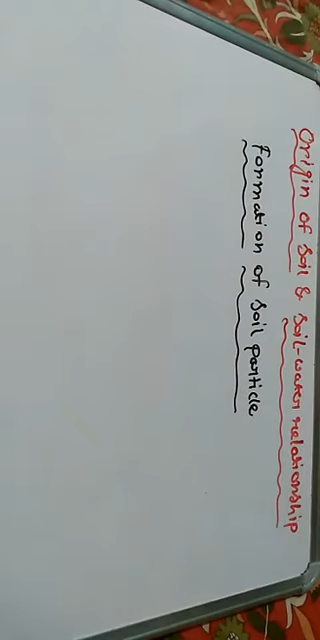 Origin of soil & soil-water relationship
Formation of soil particle